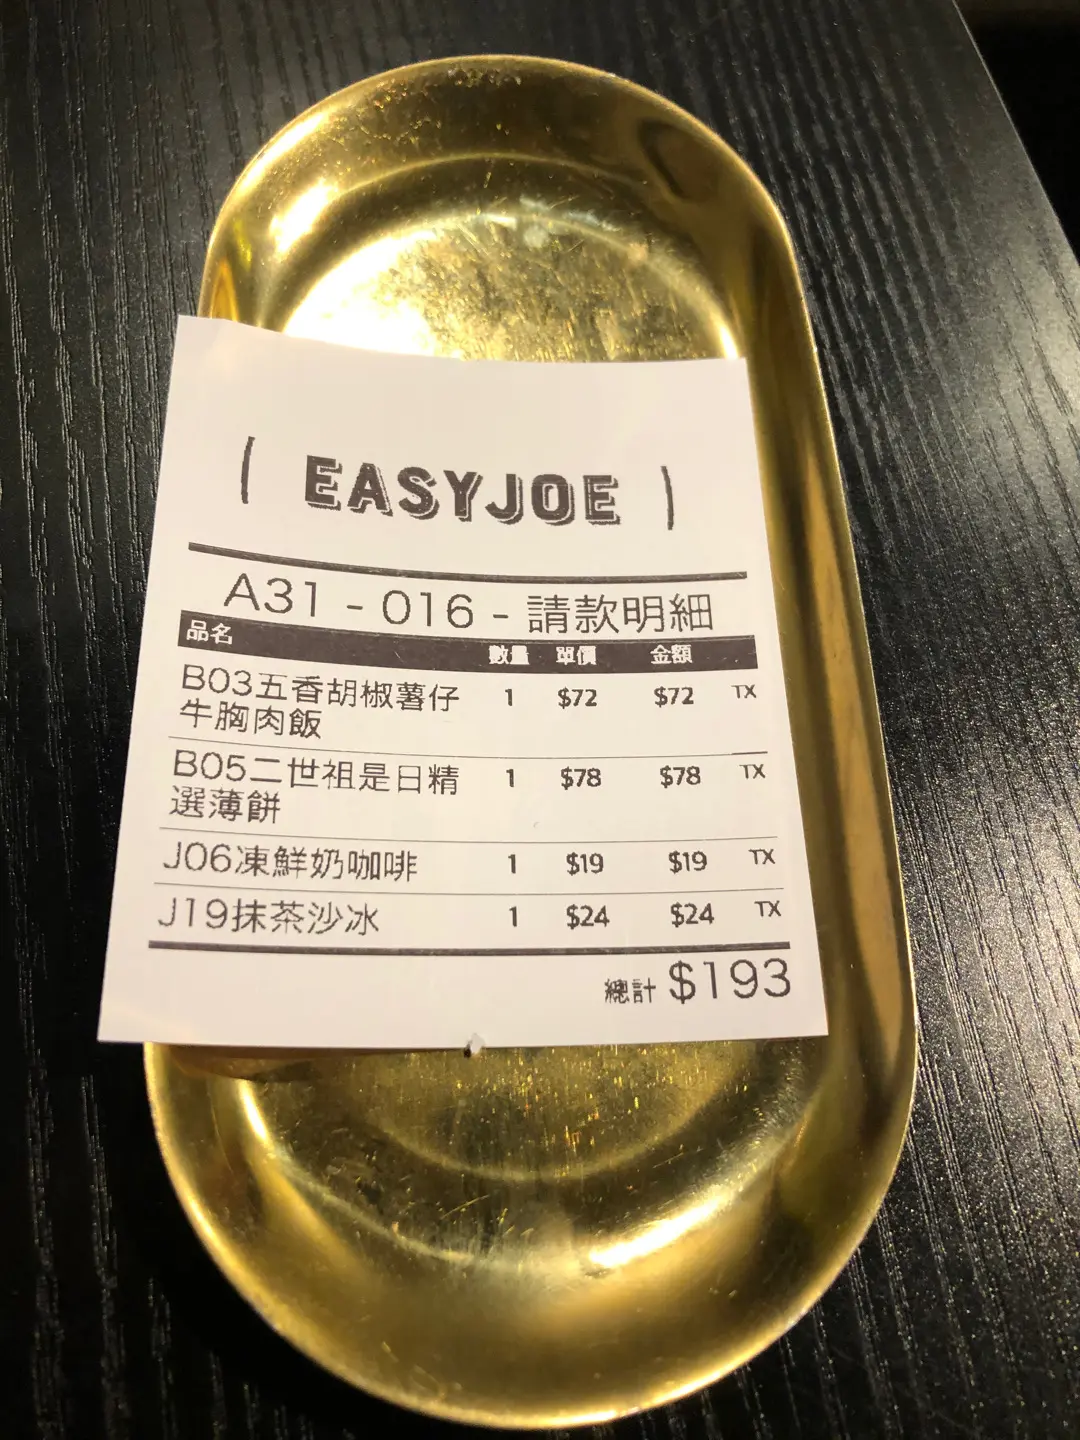 ( EASYJOE )
A31 - 016 - 請款明細
品名 數量 單價 金額
B03五香胡椒薯仔 1 $72 $72 TX
牛胸肉飯
B05二世祖是日精 1 $78 $78 TX
選薄餅
J06凍鮮奶咖啡 1 $19 $19 TX
J19抹茶沙冰 1 $24 $24 TX
總計 $193